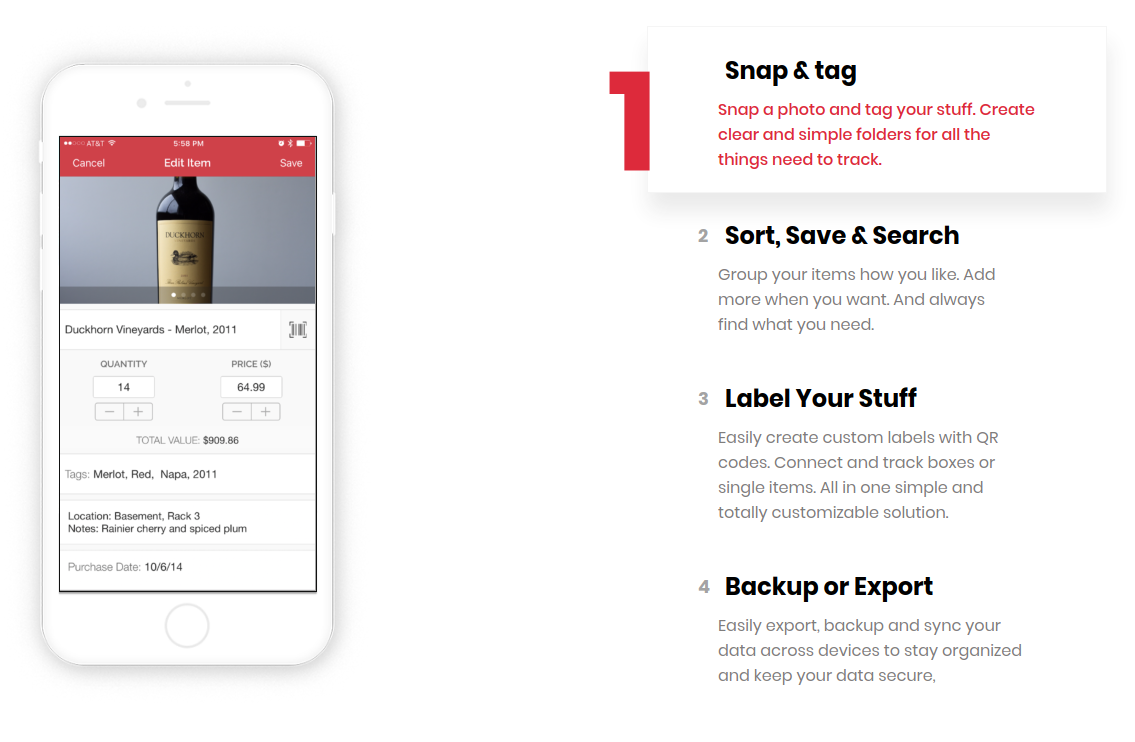 AT&T
5:58 PM
Cancel
Edit Item
Save
DUCKHORN
Duckhorn Vineyards - Merlot, 2011
QUANTITY
PRICE ($)
14
64.99
TOTAL VALUE: $909.86
Tags: Merlot, Red,  Napa, 2011
Location: Basement, Rack 3
Notes: Rainier cherry and spiced plum
Purchase Date: 10/6/14
1
Snap & tag
Snap a photo and tag your stuff. Create
clear and simple folders for all the
things need to track.
2 Sort, Save & Search
Group your items how you like. Add
more when you want. And always
find what you need.
3 Label Your Stuff
Easily create custom labels with QR
codes. Connect and track boxes or
single items. All in one simple and
totally customizable solution.
4 Backup or Export
Easily export, backup and sync your
data across devices to stay organized
and keep your data secure,